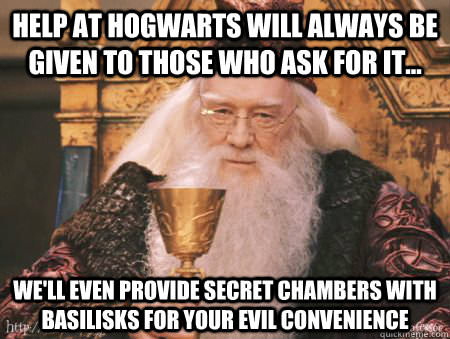 HELP AT HOGWARTS WILL ALWAYS BE
GIVEN TO THOSE WHO ASK FOR IT...
WE'LL EVEN PROVIDE SECRET CHAMBERS WITH
BASILISKS FOR YOUR EVIL CONVENIENCE
http://
quickmeme.com